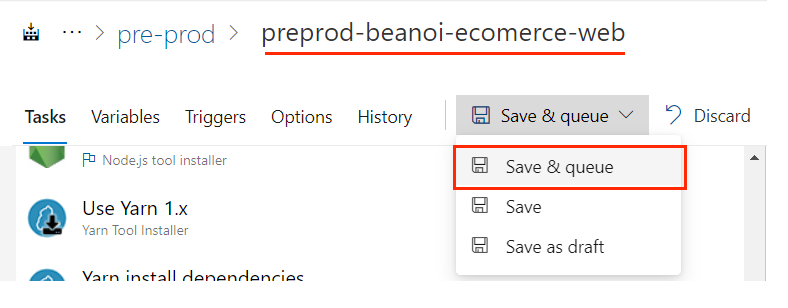 ··· > pre-prod > preprod-beanoi-ecomerce-web
Tasks Variables Triggers Options History Save & queue Discard
Node.js tool installer
Save & queue
Use Yarn 1.x
Save
Yarn Tool Installer
Save as draft
Yarn install dependencies